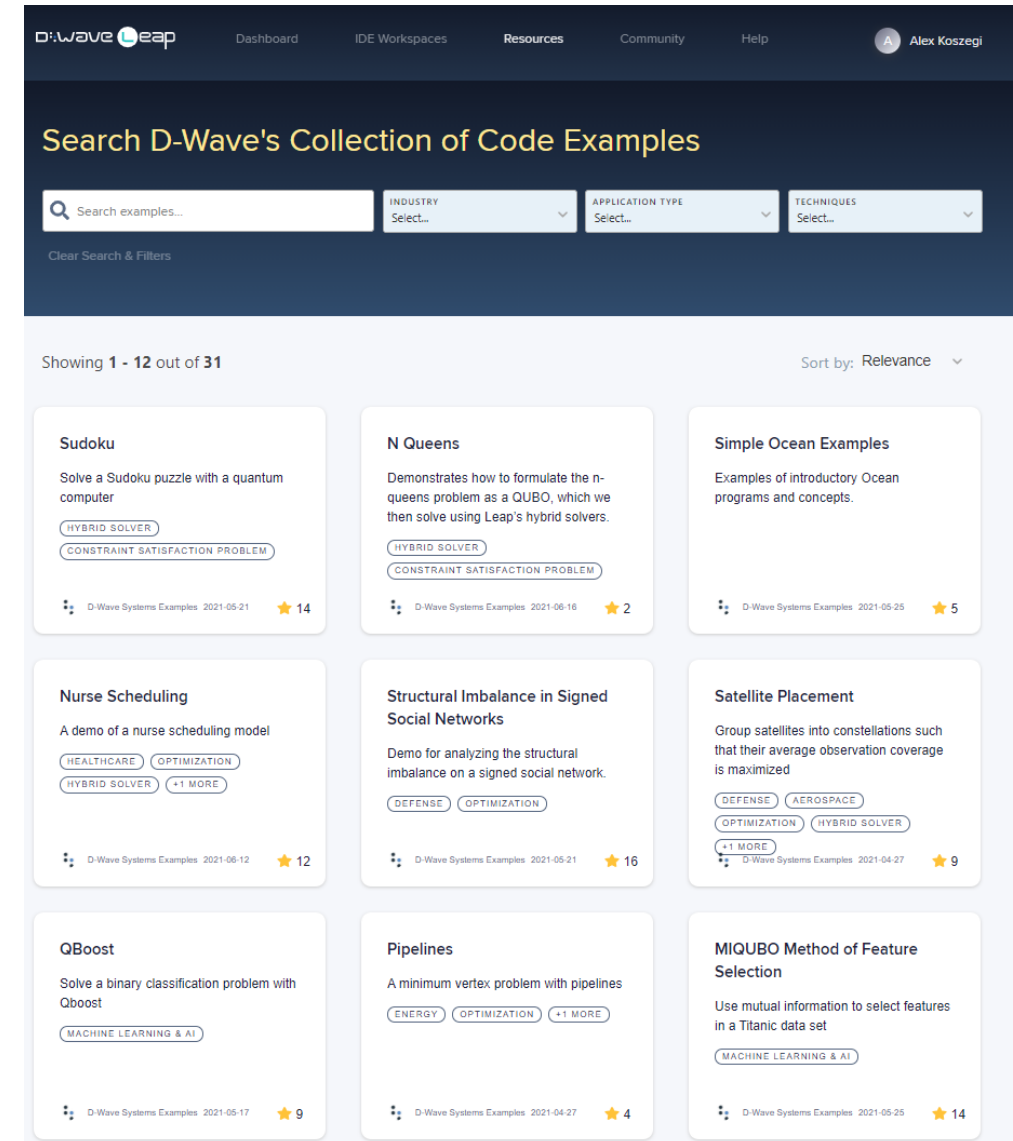 D:wave Leap
Dashboard
IDE Workspaces
Resources
Community
Help
A
Alex Koszegi
Search D-Wave's Collection of Code Examples
Search examples...
INDUSTRY
Select...
APPLICATION TYPE
Select...
TECHNIQUES
Select...
Clear Search & Filters
Showing 1 - 12 out of 31
Sort by: Relevance
Sudoku
Solve a Sudoku puzzle with a quantum
computer
HYBRID SOLVER
CONSTRAINT SATISFACTION PROBLEM
D-Wave Systems Examples 2021-05-21
14
N Queens
Demonstrates how to formulate the n-
queens problem as a QUBO, which we
then solve using Leap's hybrid solvers.
HYBRID SOLVER
CONSTRAINT SATISFACTION PROBLEM
D-Wave Systems Examples 2021-06-16
2
Simple Ocean Examples
Examples of introductory Ocean
programs and concepts.
D-Wave Systems Examples 2021-05-25
5
Nurse Scheduling
A demo of a nurse scheduling model
HEALTHCARE OPTIMIZATION
HYBRID SOLVER +1 MORE
D-Wave Systems Examples 2021-06-12
12
Structural Imbalance in Signed
Social Networks
Demo for analyzing the structural
imbalance on a signed social network.
DEFENSE OPTIMIZATION
D-Wave Systems Examples 2021-05-21
16
Satellite Placement
Group satellites into constellations such
that their average observation coverage
is maximized
DEFENSE AEROSPACE
OPTIMIZATION HYBRID SOLVER
+1 MORE
D-Wave Systems Examples 2021-04-27
9
QBoost
Solve a binary classification problem with
Qboost
MACHINE LEARNING & AI
D-Wave Systems Examples 2021-05-17
9
Pipelines
A minimum vertex problem with pipelines
ENERGY OPTIMIZATION +1 MORE
D-Wave Systems Examples 2021-04-27
4
MIQUBO Method of Feature
Selection
Use mutual information to select features
in a Titanic data set
MACHINE LEARNING & AI
D-Wave Systems Examples 2021-05-25
14